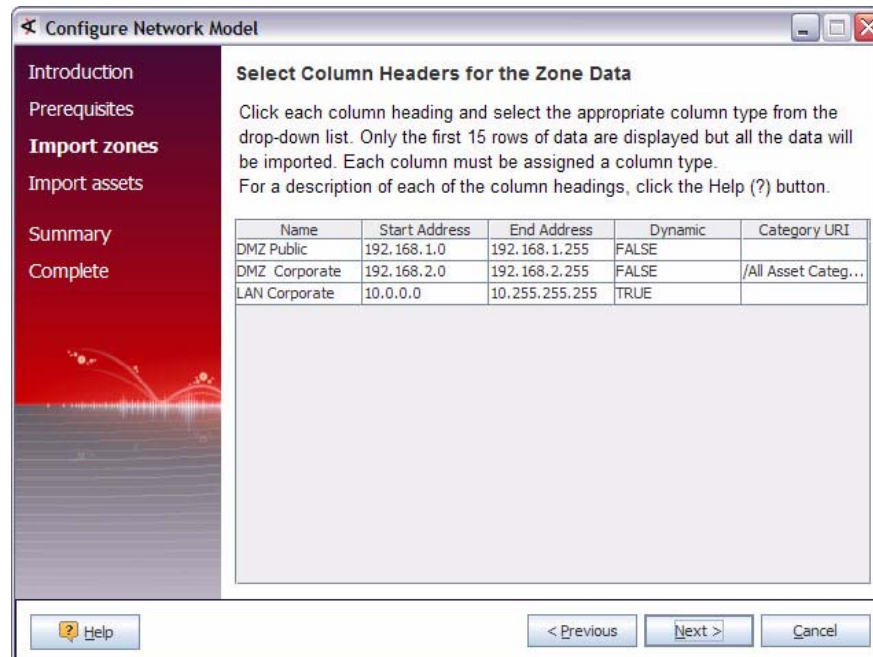 Configure Network Model
Introduction
Prerequisites
Import zones
Import assets
Summary
Complete
Select Column Headers for the Zone Data
Click each column heading and select the appropriate column type from the
drop-down list. Only the first 15 rows of data are displayed but all the data will
be imported. Each column must be assigned a column type.
For a description of each of the column headings, click the Help (?) button.
Name Start Address End Address Dynamic Category URI
DMZ Public 192.168.1.0 192.168.1.255 FALSE
DMZ Corporate 192.168.2.0 192.168.2.255 FALSE /All Asset Categ...
LAN Corporate 10.0.0.0 10.255.255.255 TRUE
? Help < Previous Next > Cancel